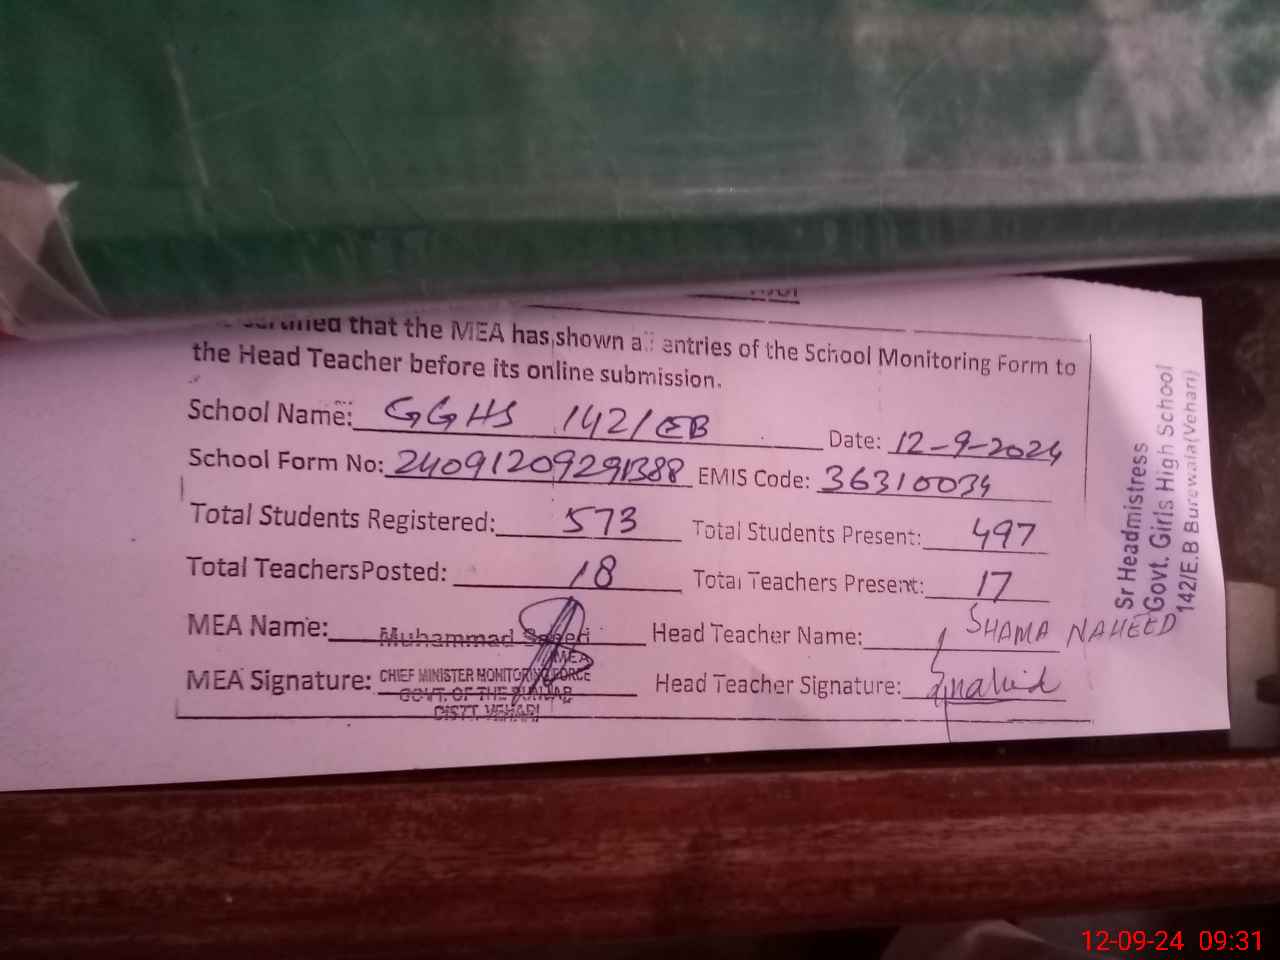 certified that the MEA has shown all entries of the School Monitoring Form to
the Head Teacher before its online submission.
School Name: GGHS 142/EB Date: 12-9-2024
School Form No: 24091209291388 EMIS Code: 36310034
Total Students Registered: 573 Total Students Present: 497
Total TeachersPosted: 18 Total Teachers Present: 17
MEA Name: Muhammad Saeed Head Teacher Name: SHAMA NAHEED
MEA
MEA Signature: CHIEF MINISTER MONITORING FORCE Head Teacher Signature:
GOVT. OF THE PUNJAB
DISTT. VEHARI
Sr Headmistress
Govt. Girls High School
142/E.B Burewala(Vehari)
12-09-24 09:31